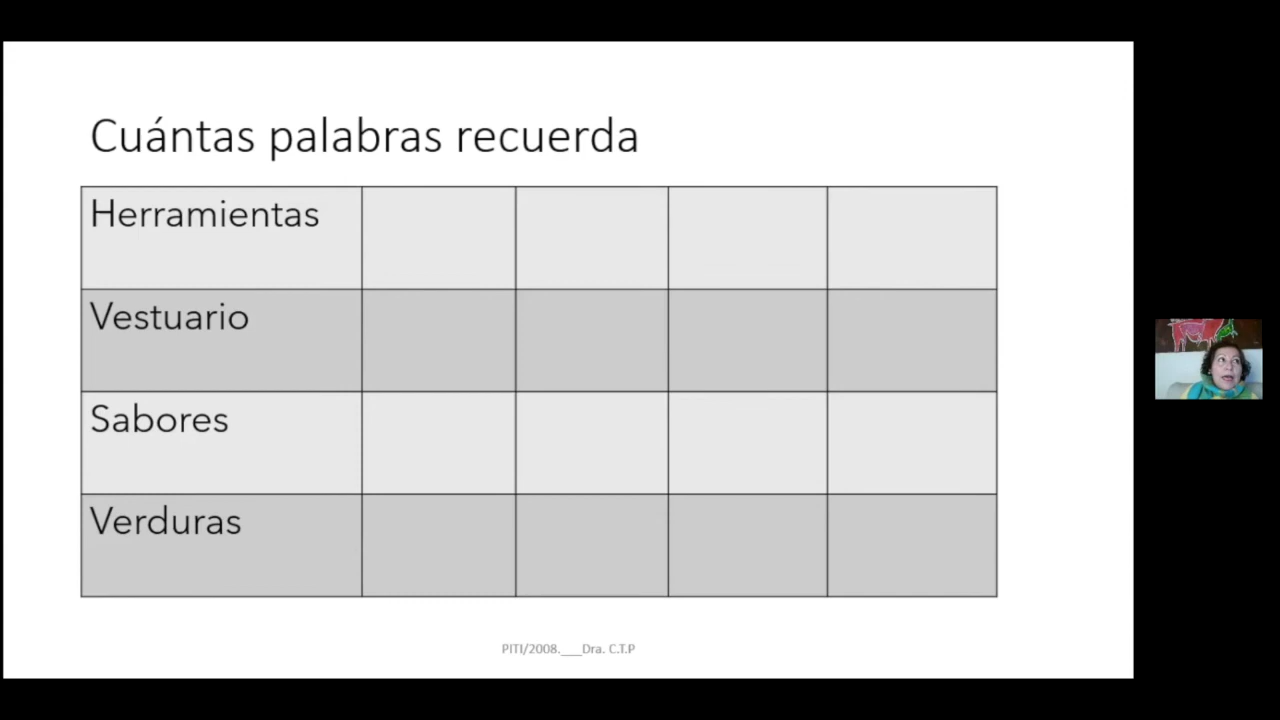 Cuántas palabras recuerda
Herramientas
Vestuario
Sabores
Verduras
PITI/2008.___Dra. C.T.P